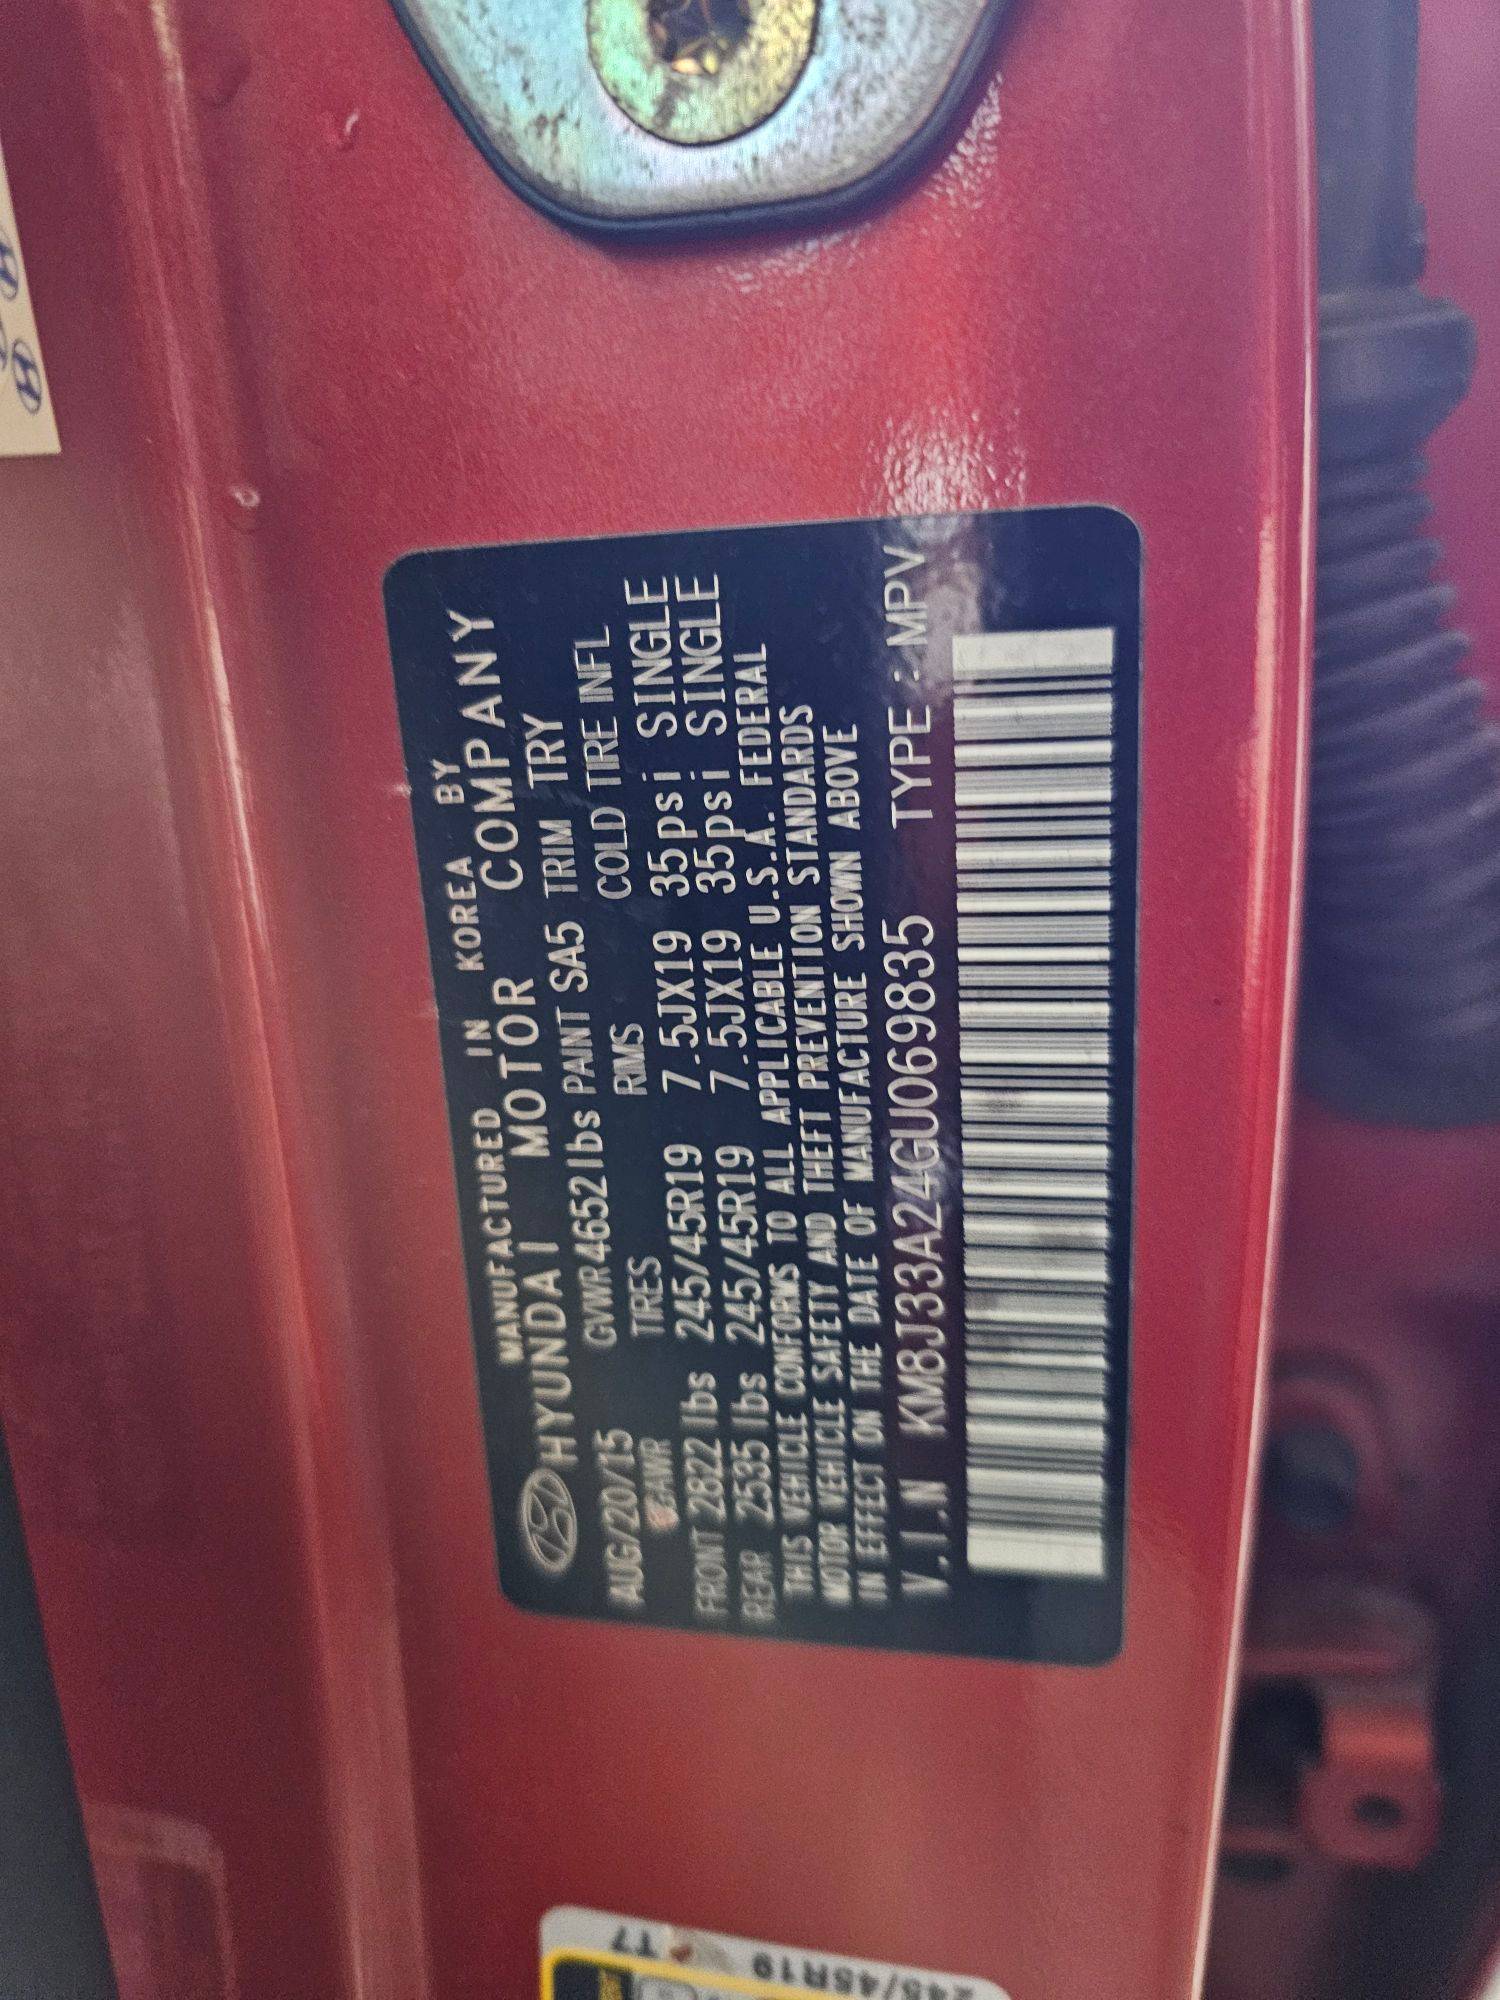 MANUFACTURED IN KOREA BY
HYUNDAI MOTOR COMPANY
AUG/20/15 GVWR4652lbs PAINT SA5 TRIM TRY
GAWR TIRES RIMS COLD TIRE INFL
FRONT 2822 lbs 245/45R19 7.5JX19 35psi SINGLE
REAR 2535 lbs 245/45R19 7.5JX19 35psi SINGLE
THIS VEHICLE CONFORMS TO ALL APPLICABLE U.S.A. FEDERAL
MOTOR VEHICLE SAFETY AND THEFT PREVENTION STANDARDS
IN EFFECT ON THE DATE OF MANUFACTURE SHOWN ABOVE
V.I.N KM8J33A24GU069835 TYPE : MPV
T7
245/45R19